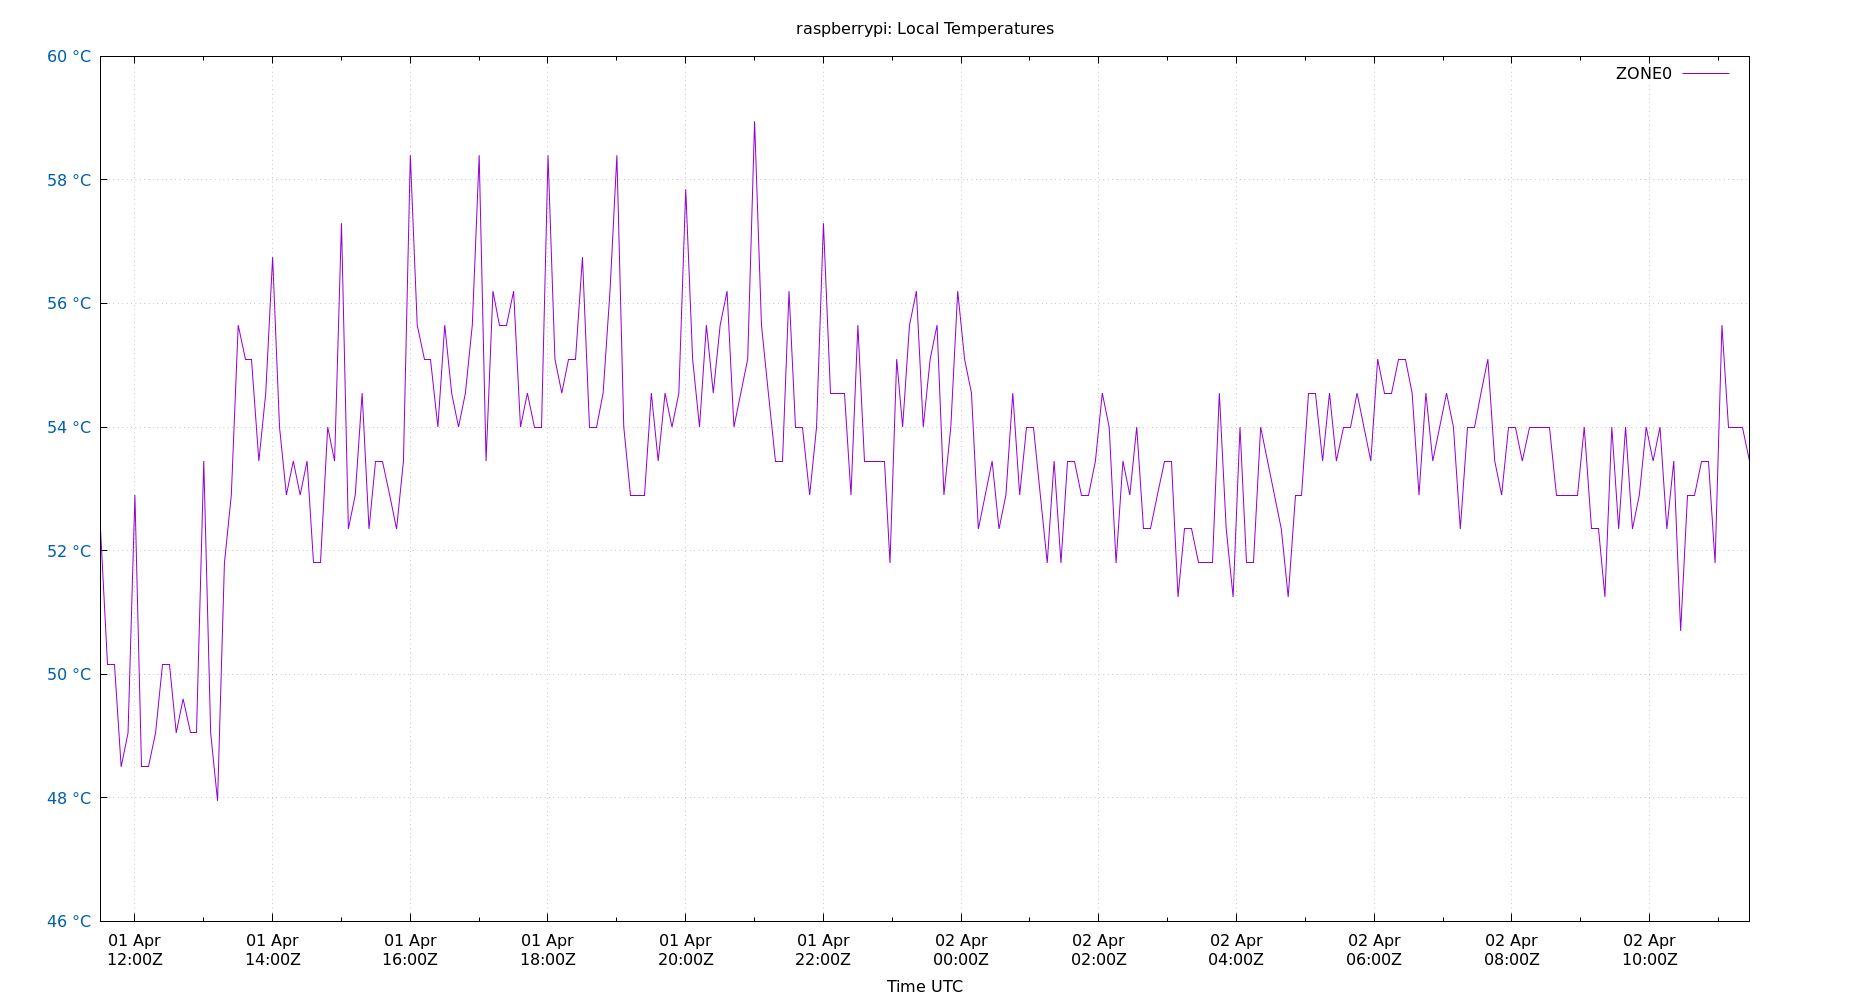 raspberrypi: Local Temperatures
60 °C
ZONE0
58 °C
56 °C
54 °C
52 °C
50 °C
48 °C
46 °C
01 Apr 01 Apr 01 Apr 01 Apr 01 Apr 01 Apr 02 Apr 02 Apr 02 Apr 02 Apr 02 Apr 02 Apr
12:00Z 14:00Z 16:00Z 18:00Z 20:00Z 22:00Z 00:00Z 02:00Z 04:00Z 06:00Z 08:00Z 10:00Z
Time UTC